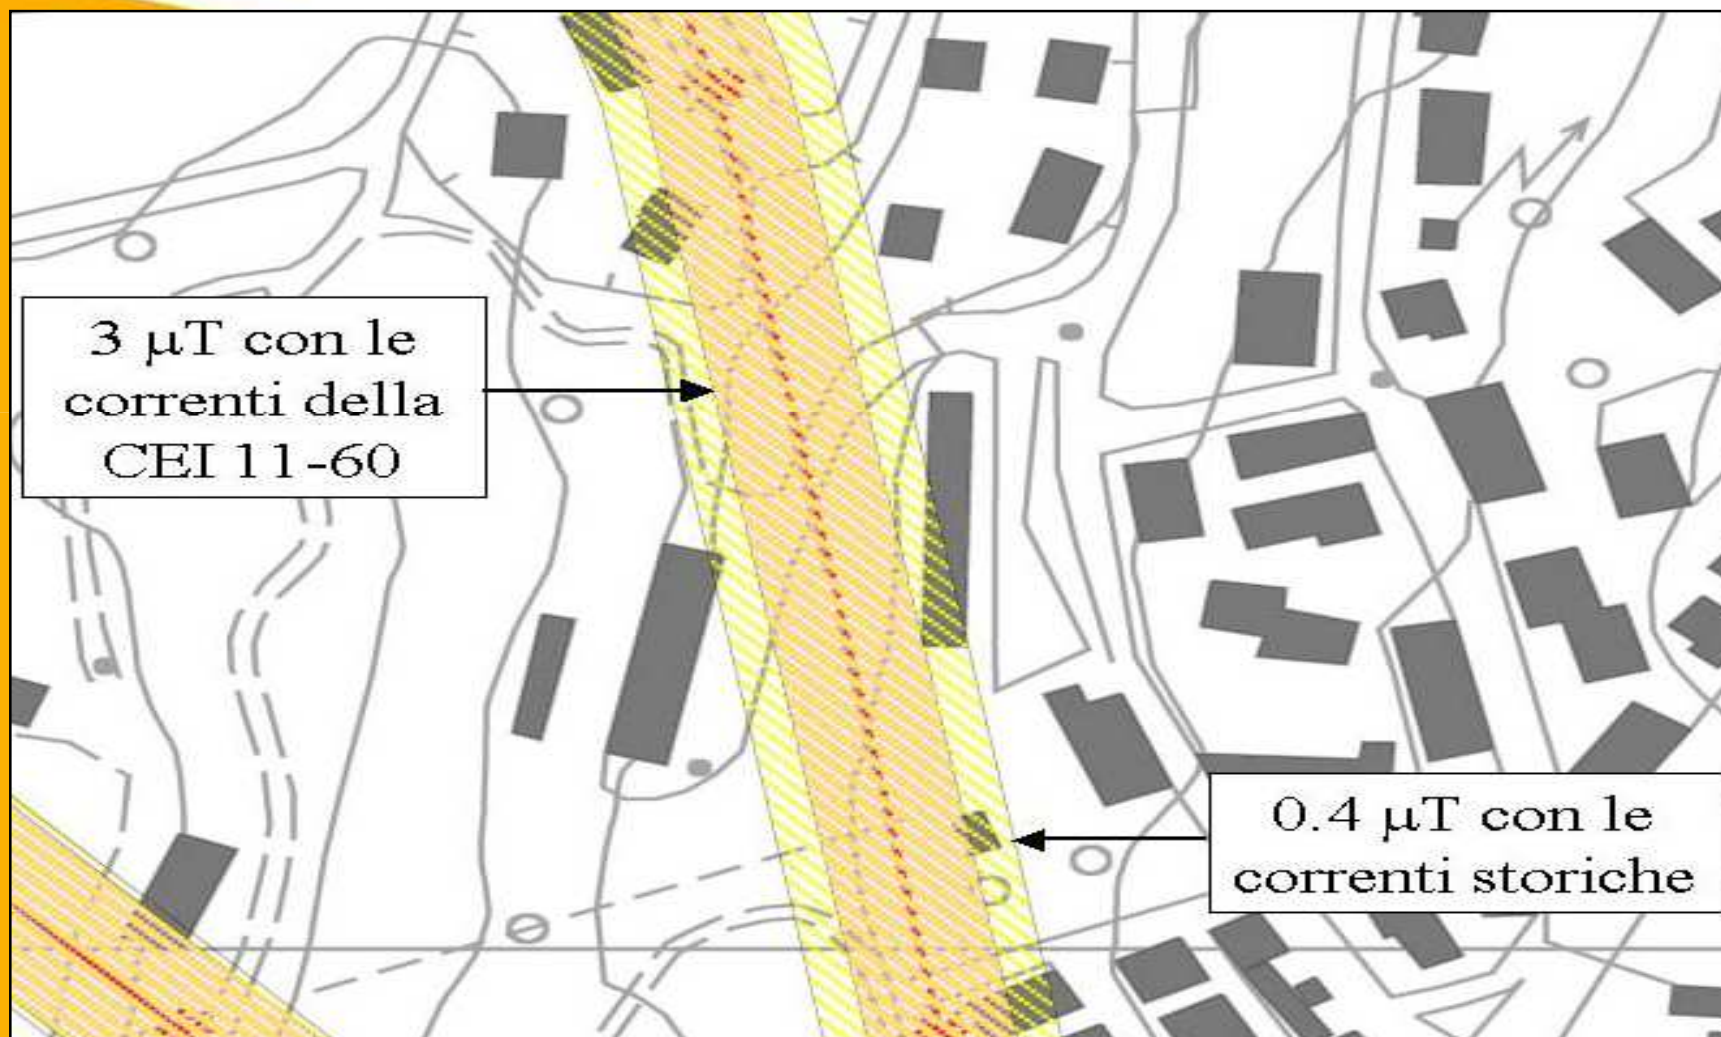 3 μT con le
correnti della
CEI 11-60
0.4 μT con le
correnti storiche